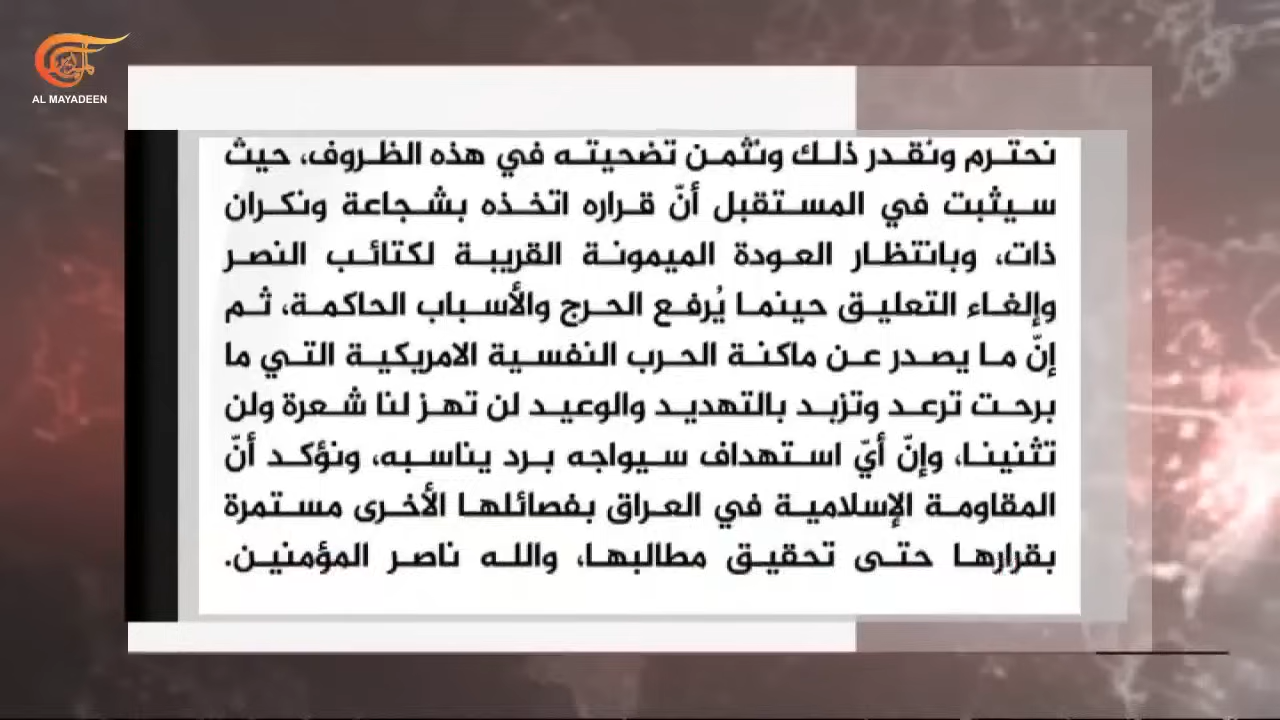 AL MAYADEEN
نحترم ونقدر ذلك ونثمن تضحيته في هذه الظروف، حيث
سيثبت في المستقبل أنّ قراره اتخذه بشجاعة ونكران
ذات، وبانتظار العودة الميمونة القريبة لكتائب النصر
وإلغاء التعليق حينما يُرفع الحرج والأسباب الحاكمة، ثم
إنّ ما يصدر عن ماكنة الحرب النفسية الامريكية التي ما
برحت ترعد وتزبد بالتهديد والوعيد لن تهز لنا شعرة ولن
تثنينا، وإنّ أيّ استهداف سيواجه برد يناسبه، ونؤكد أنّ
المقاومة الإسلامية في العراق بفصائلها الأخرى مستمرة
بقرارها حتى تحقيق مطالبها، والله ناصر المؤمنين.